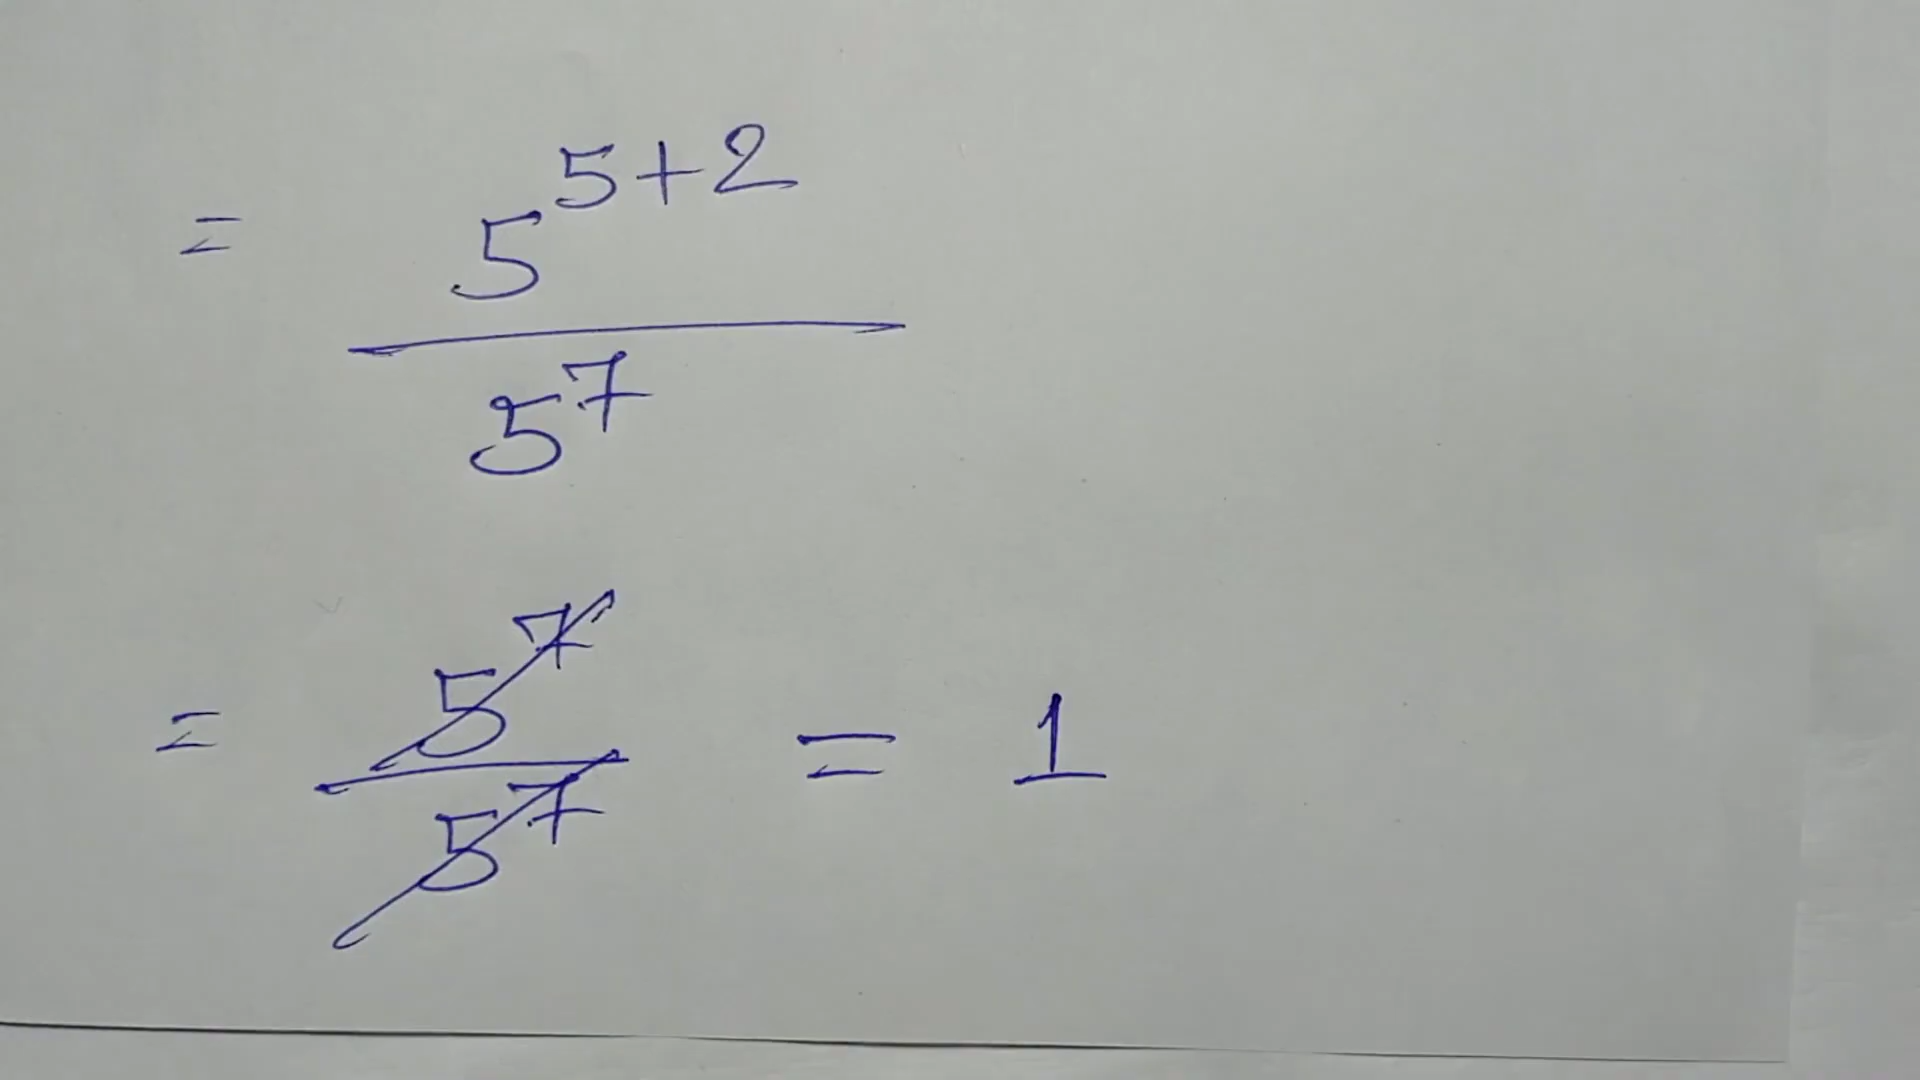 = 5^{5+2} / 5^7
= 5^7 / 5^7 = 1